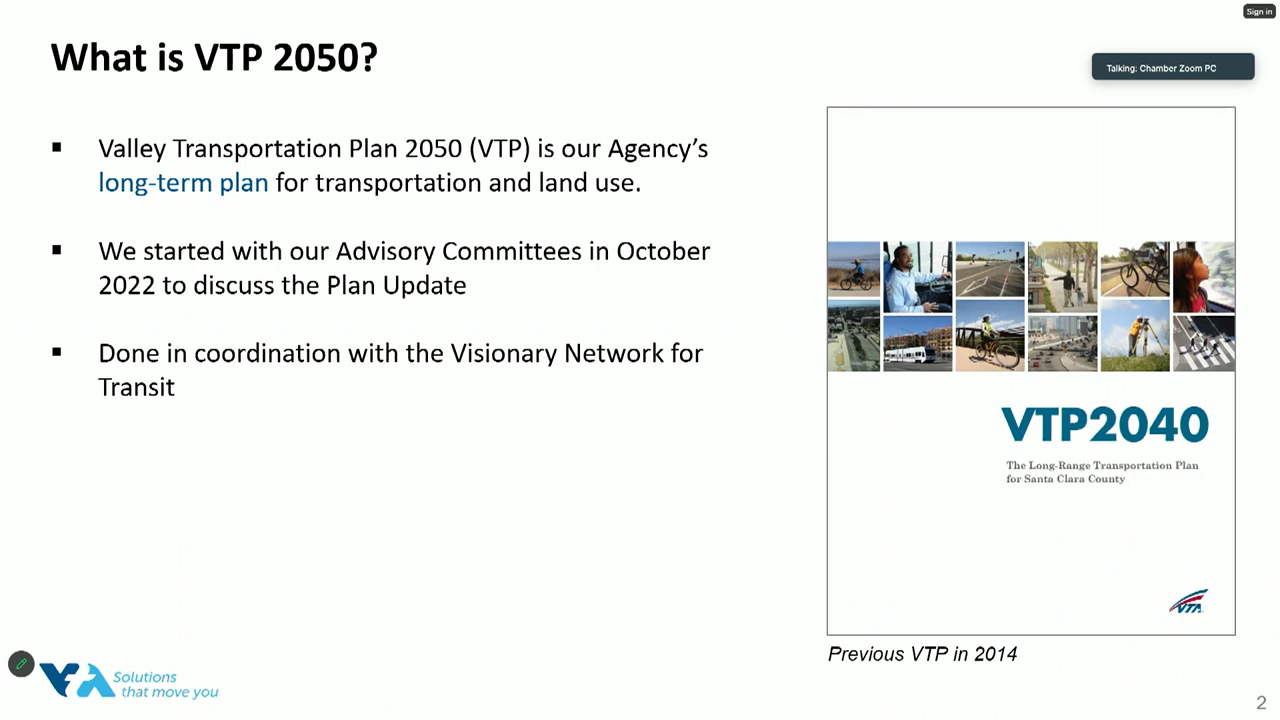 Sign in
What is VTP 2050?
Talking: Chamber Zoom PC
▪ Valley Transportation Plan 2050 (VTP) is our Agency’s
long-term plan for transportation and land use.
▪ We started with our Advisory Committees in October
2022 to discuss the Plan Update
▪ Done in coordination with the Visionary Network for
Transit
VTP2040
The Long-Range Transportation Plan
for Santa Clara County
VTA
Previous VTP in 2014
VTA
Solutions
that move you
2